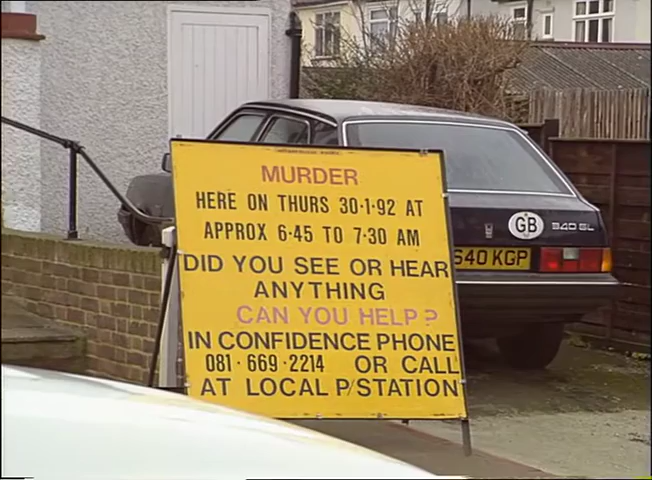 MURDER
HERE ON THURS 30·1·92 AT
APPROX 6·45 TO 7·30 AM
DID YOU SEE OR HEAR
ANYTHING
CAN YOU HELP?
IN CONFIDENCE PHONE
081·669·2214 OR CALL
AT LOCAL P/STATION
GB
340 GL
640 KGP